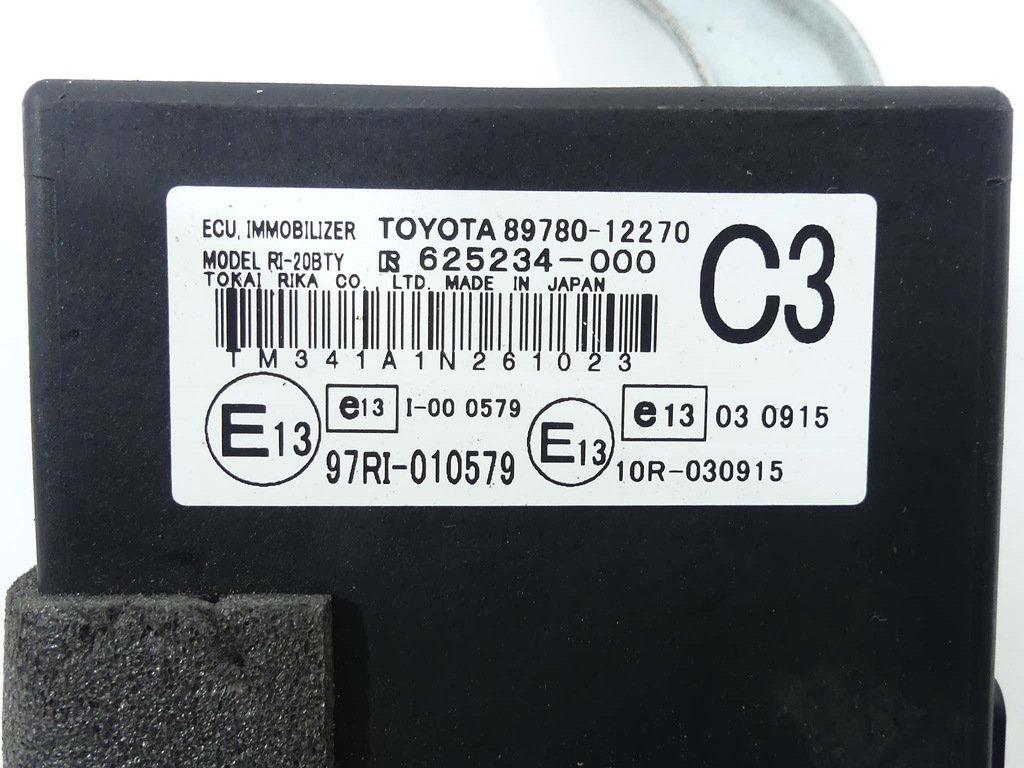 ECU, IMMOBILIZER TOYOTA 89780-12270
MODEL RI-20BTY R 625234-000
C3
TOKAI RIKA CO. LTD. MADE IN JAPAN
TM341A1N261023
E13 e13 I-00 0579
97RI-010579
E13 e13 03 0915
10R-030915